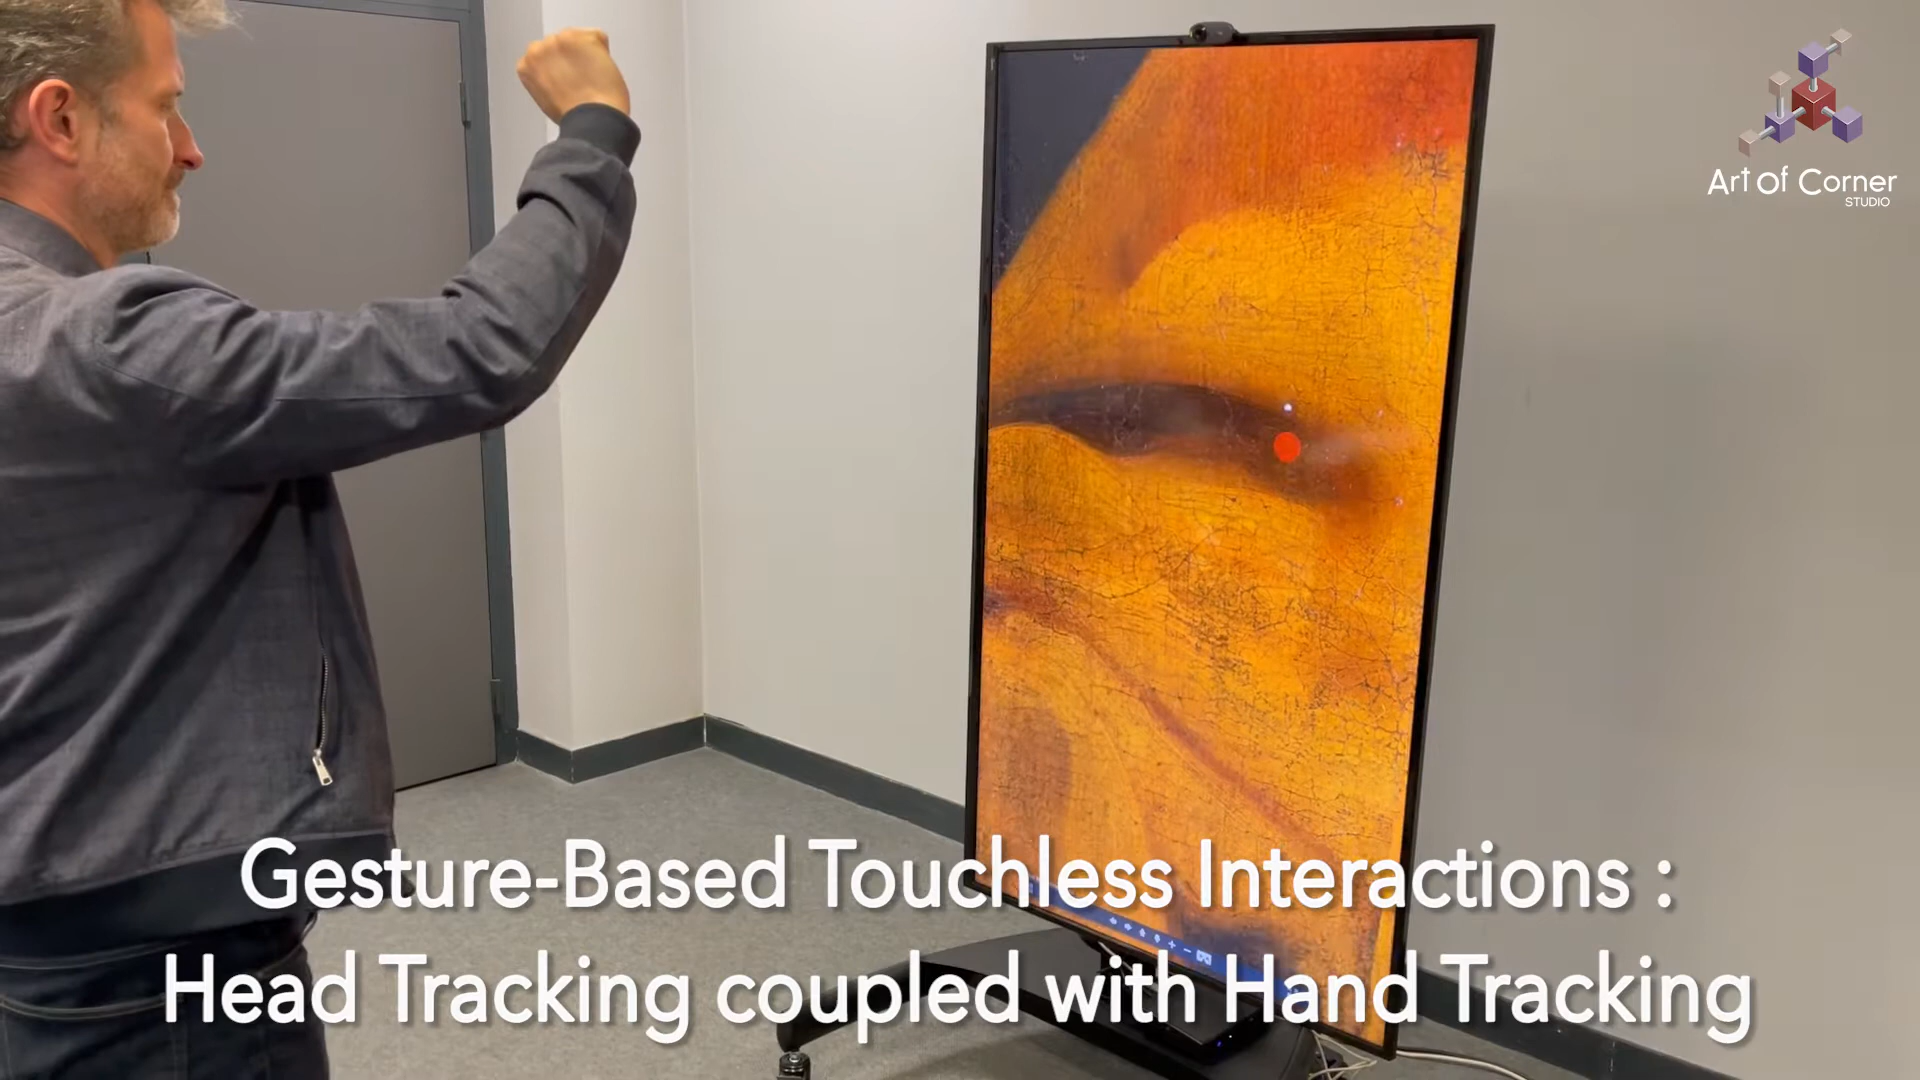 Art of Corner
STUDIO
Gesture-Based Touchless Interactions :
Head Tracking coupled with Hand Tracking